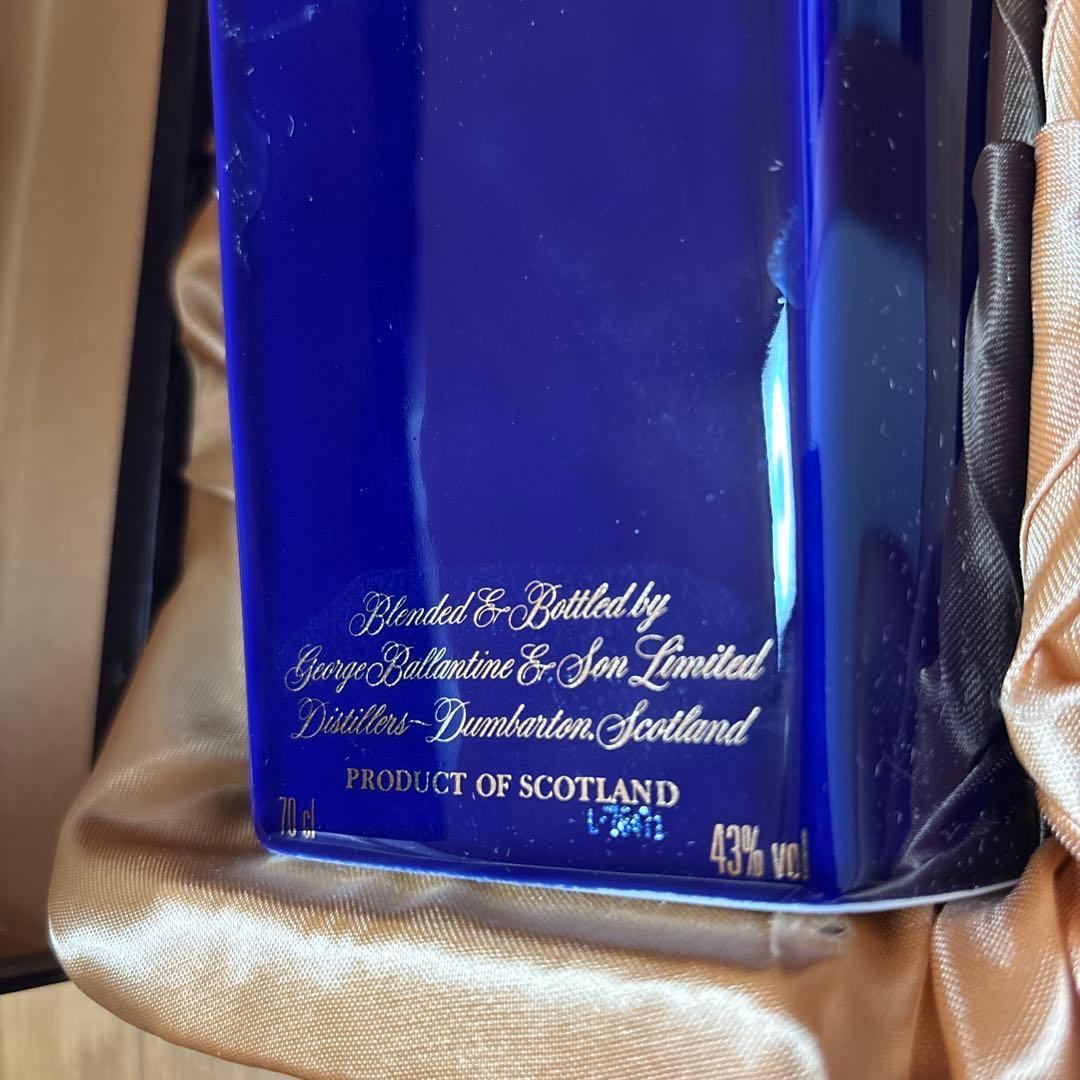 Blended & Bottled by
George Ballantine & Son Limited
Distillers~Dumbarton.Scotland
PRODUCT OF SCOTLAND
70 cl
43% vol